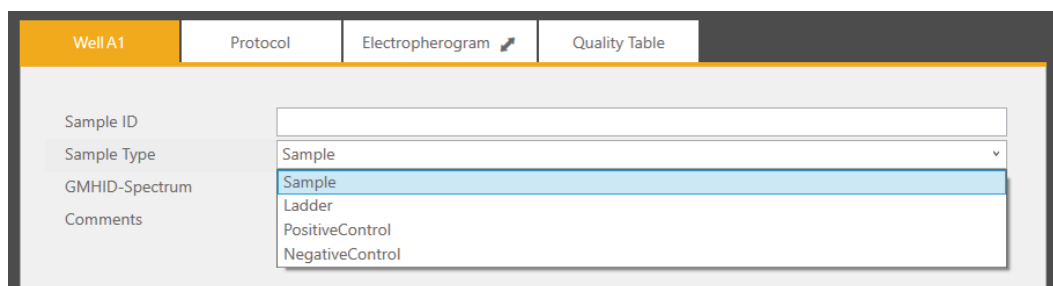 Well A1 Protocol Electropherogram Quality Table
Sample ID
Sample Type Sample
GMHID-Spectrum Sample
Ladder
Comments
PositiveControl
NegativeControl